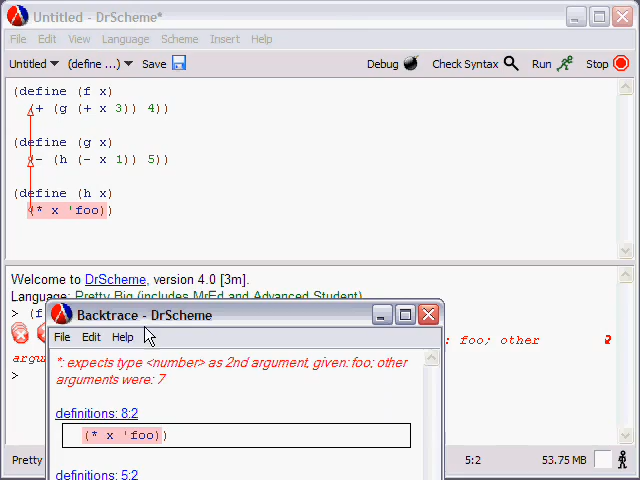 Untitled - DrScheme*
File Edit View Language Scheme Insert Help
Untitled (define ...) Save Debug Check Syntax Run Stop
(define (f x)
(+ (g (+ x 3)) 4))
(define (g x)
(- (h (- x 1)) 5))
(define (h x)
(* x 'foo))
Welcome to DrScheme, version 4.0 [3m].
Language: Pretty Big (includes MrEd and Advanced Student)
> (f
: foo; other
argu
>
Backtrace - DrScheme
File Edit Help
*: expects type <number> as 2nd argument, given: foo; other
arguments were: 7
definitions: 8:2
(* x 'foo))
definitions: 5:2
Pretty 5:2 53.75 MB